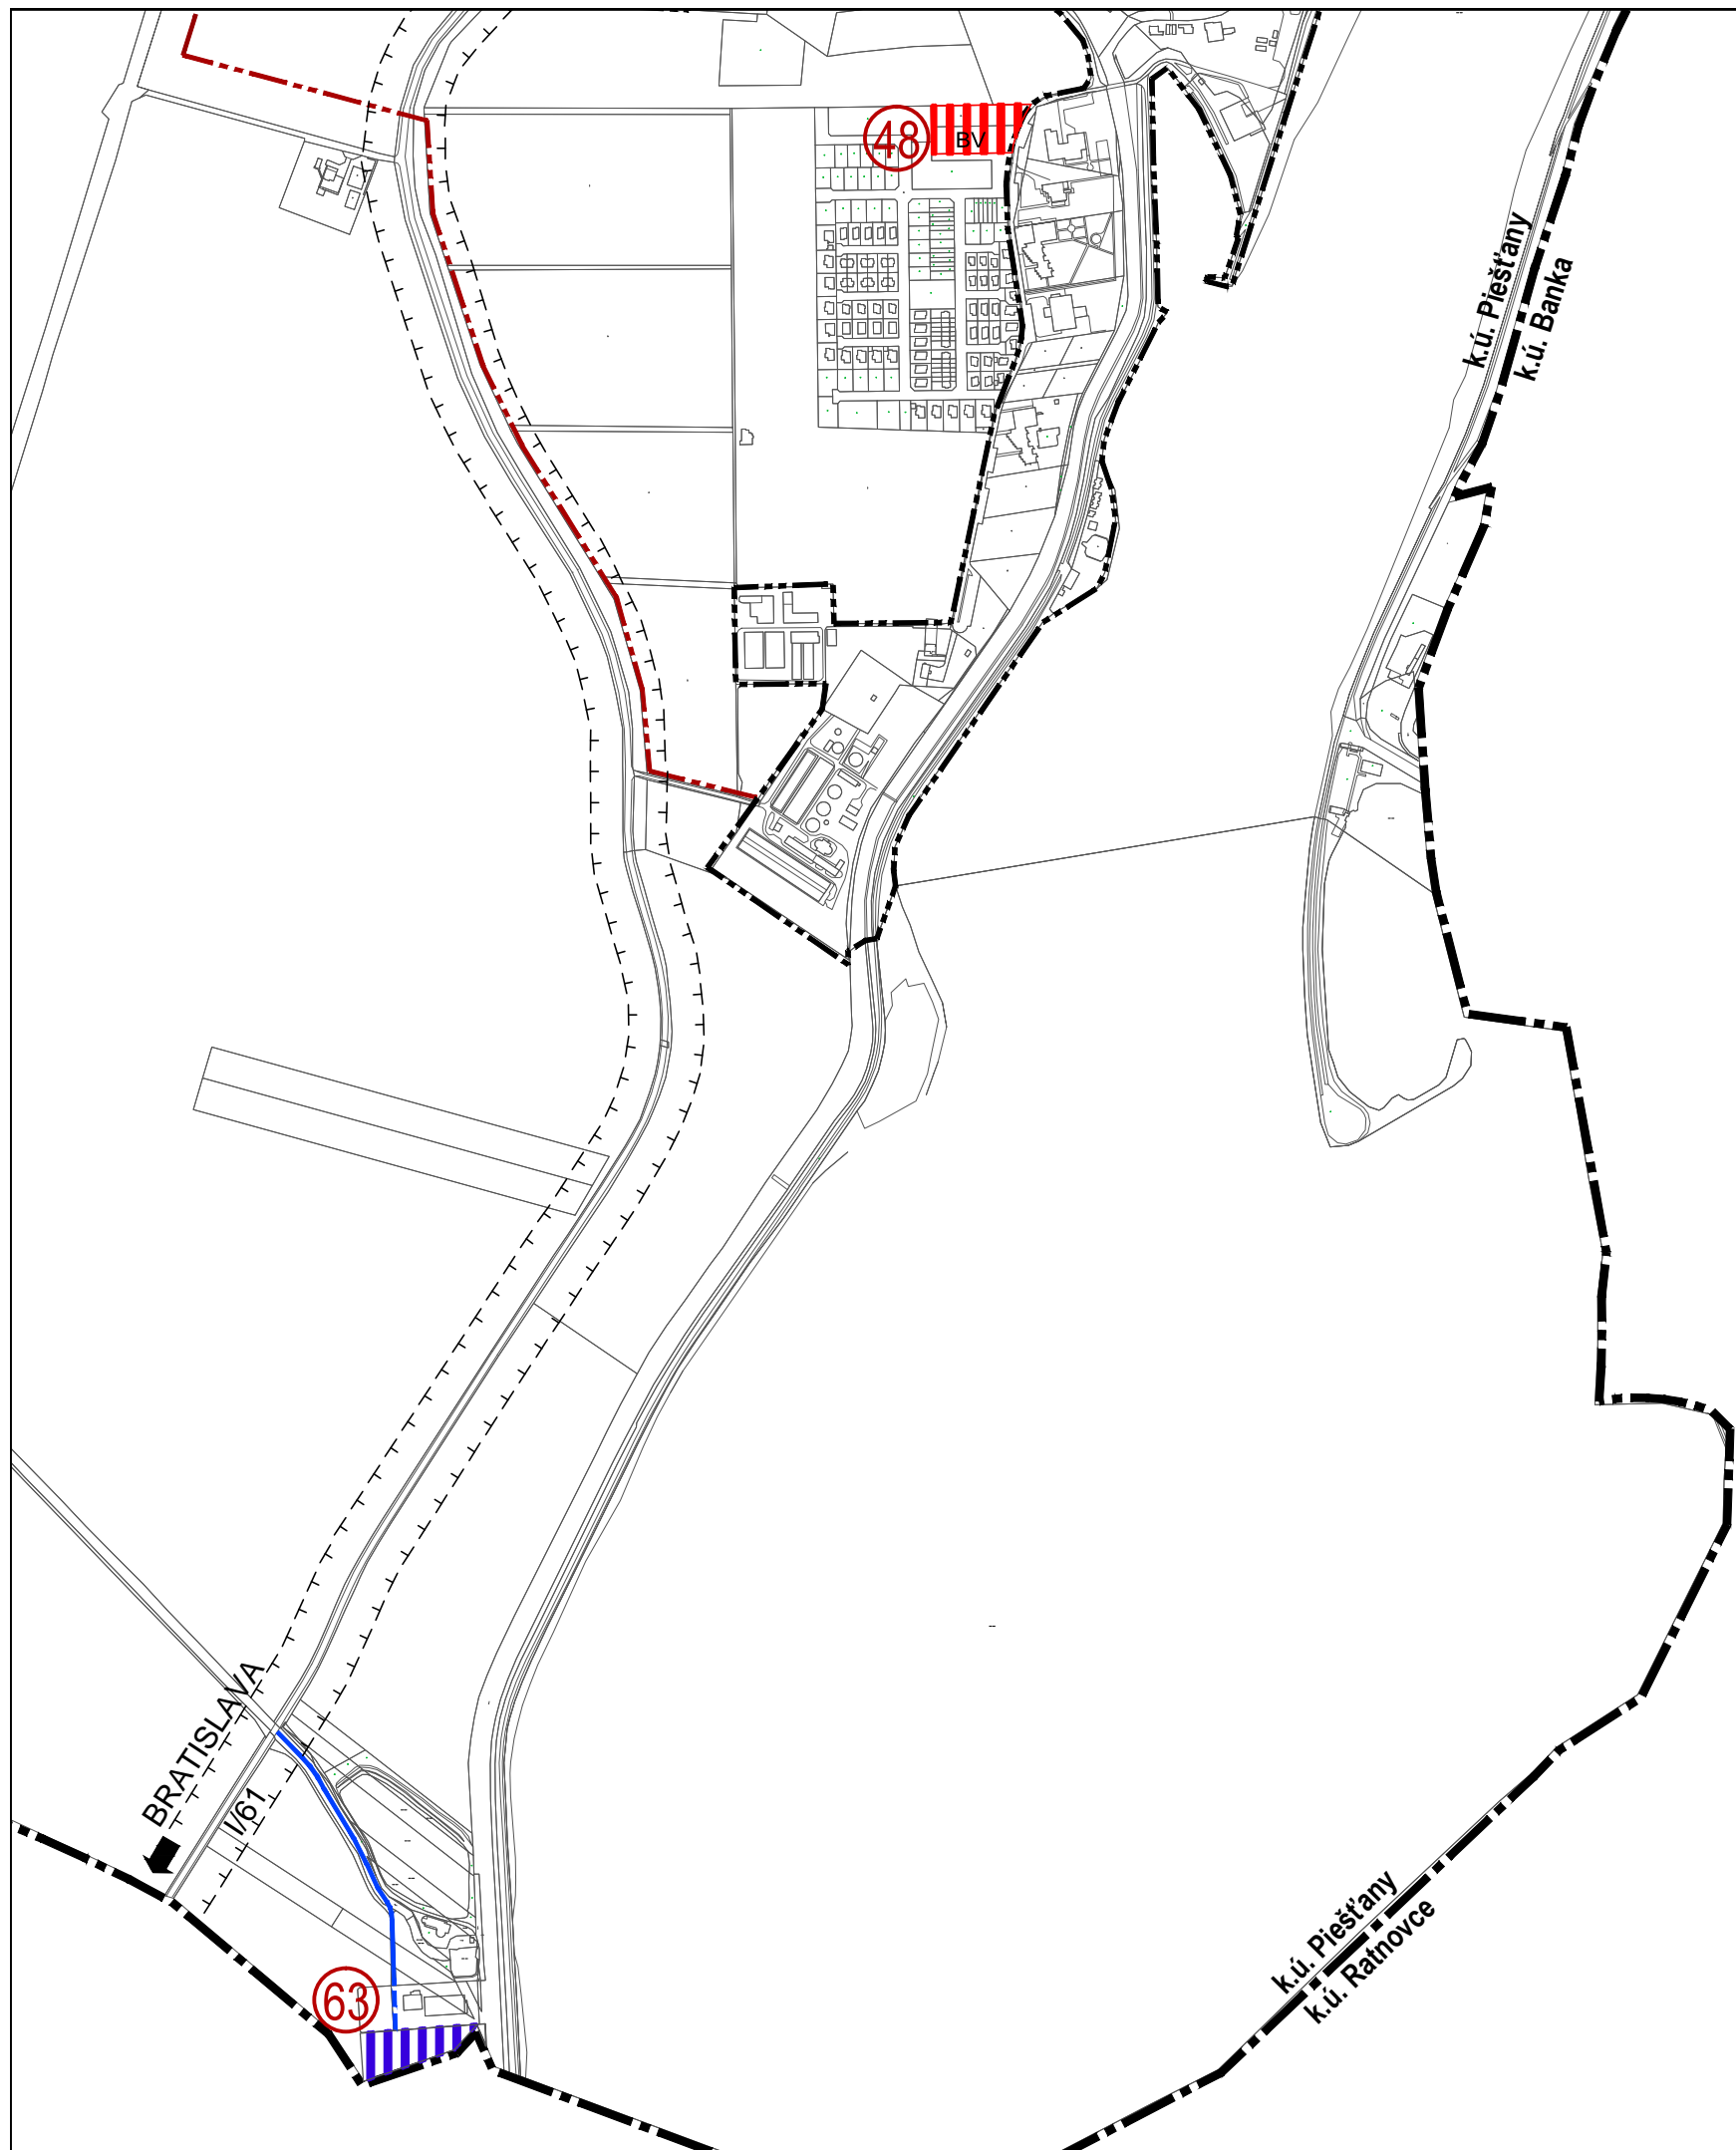 48
BV
k.ú. Piešťany
k.ú. Banka
BRATISLAVA
I/61
k.ú. Piešťany
k.ú. Ratnovce
63